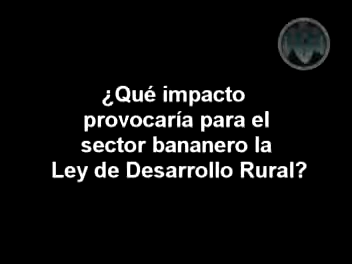 ¿Qué impacto
provocaría para el
sector bananero la
Ley de Desarrollo Rural?